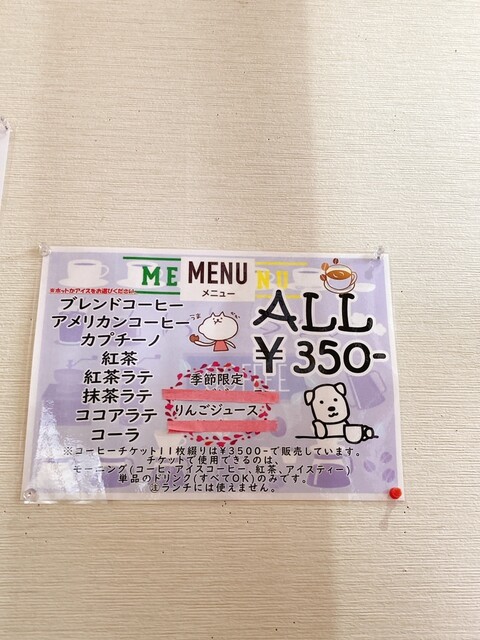 MENU
メニュー
※ホットかアイスをお選びください
ALL
¥350-
ブレンドコーヒー
アメリカンコーヒー
カプチーノ
紅茶
紅茶ラテ
抹茶ラテ
ココアラテ
コーラ
季節限定
りんごジュース
※コーヒーチケット11枚綴りは¥3500-で販売しています。
チケットで使用できるのは、
モーニング(コーヒ、アイスコーヒー、紅茶、アイスティー)
単品のドリンク(すべてOK)のみです。
注ランチには使えません。